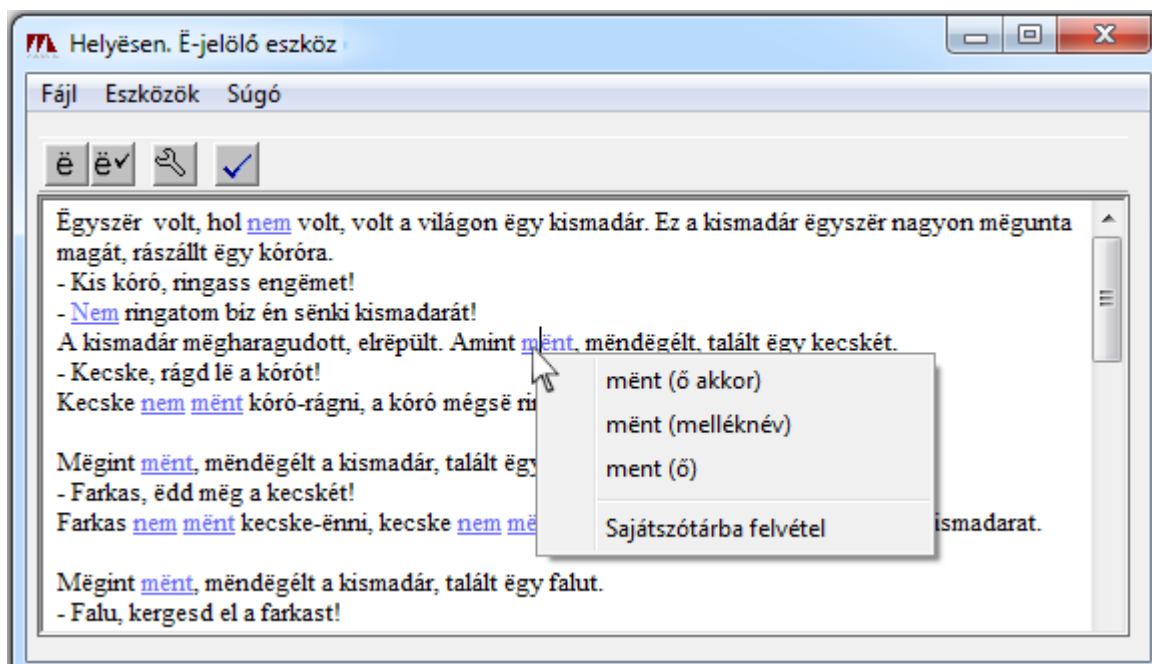 Helyësen. Ë-jelölő eszköz
Fájl Eszközök Súgó
ë ë
Ëgyszër volt, hol nem volt, volt a világon ëgy kismadár. Ez a kismadár ëgyszër nagyon mëgunta
magát, rászállt ëgy kóróra.
- Kis kóró, ringass engëmet!
- Nem ringatom biz én sënki kismadarát!
A kismadár mëgharagudott, elrëpült. Amint mënt, mëndëgélt, talált ëgy kecskét.
- Kecske, rágd lë a kórót!
Kecske nem mënt kóró-rágni, a kóró mégsë
Mëgint mënt, mëndëgélt a kismadár, talált
- Farkas, ëdd mëg a kecskét!
Farkas nem mënt kecske-ënni, kecske nem ismadarat.
Mëgint mënt, mëndëgélt a kismadár, talált ëgy falut.
- Falu, kergesd el a farkast!
mënt (ő akkor)
mënt (melléknév)
ment (ő)
Sajátszótárba felvétel